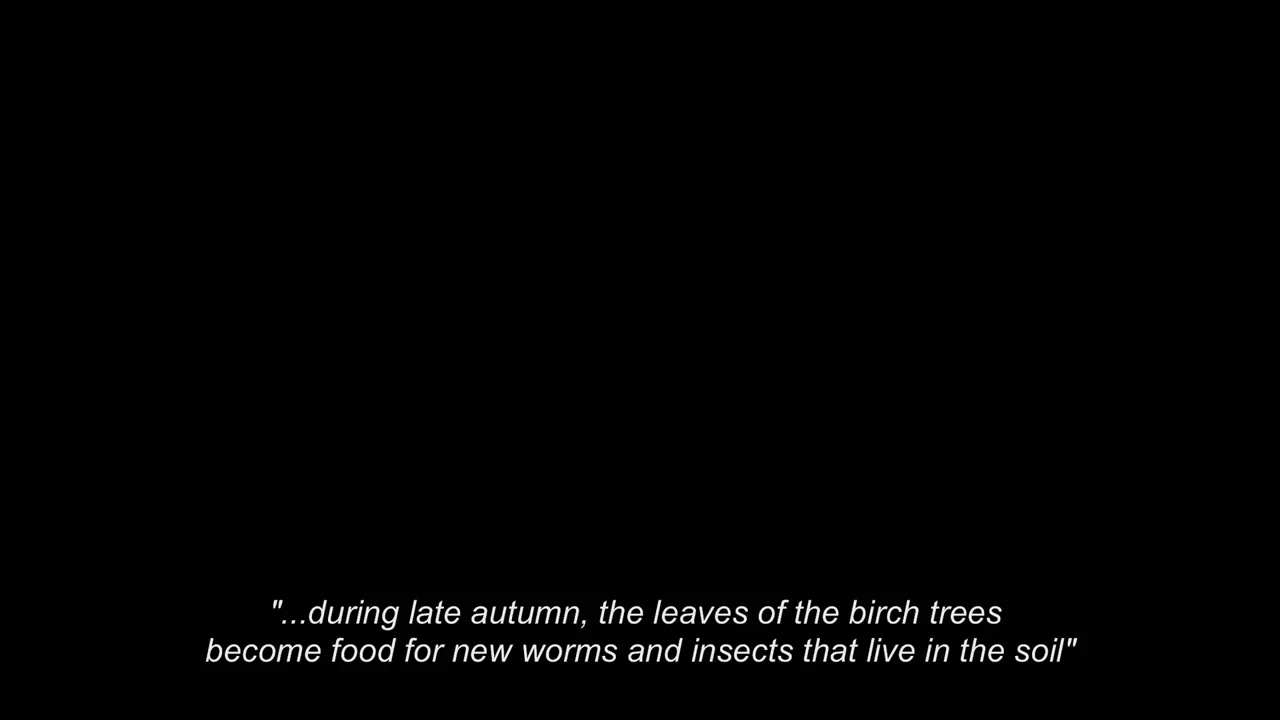 "...during late autumn, the leaves of the birch trees
become food for new worms and insects that live in the soil"